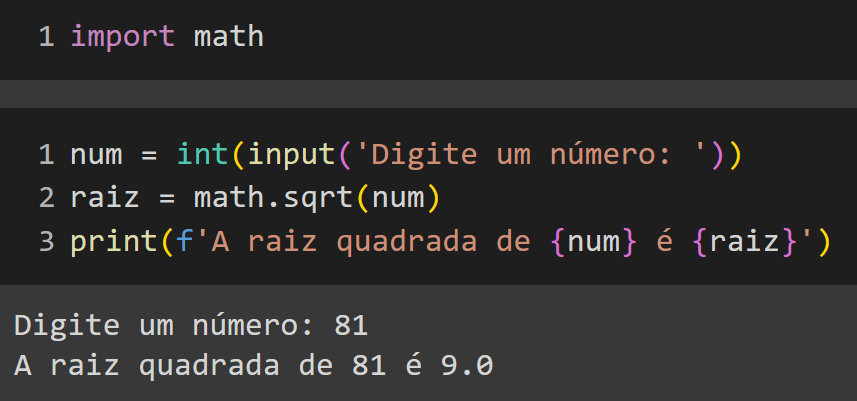 1 import math
1 num = int(input('Digite um número: '))
2 raiz = math.sqrt(num)
3 print(f'A raiz quadrada de {num} é {raiz}')
Digite um número: 81
A raiz quadrada de 81 é 9.0